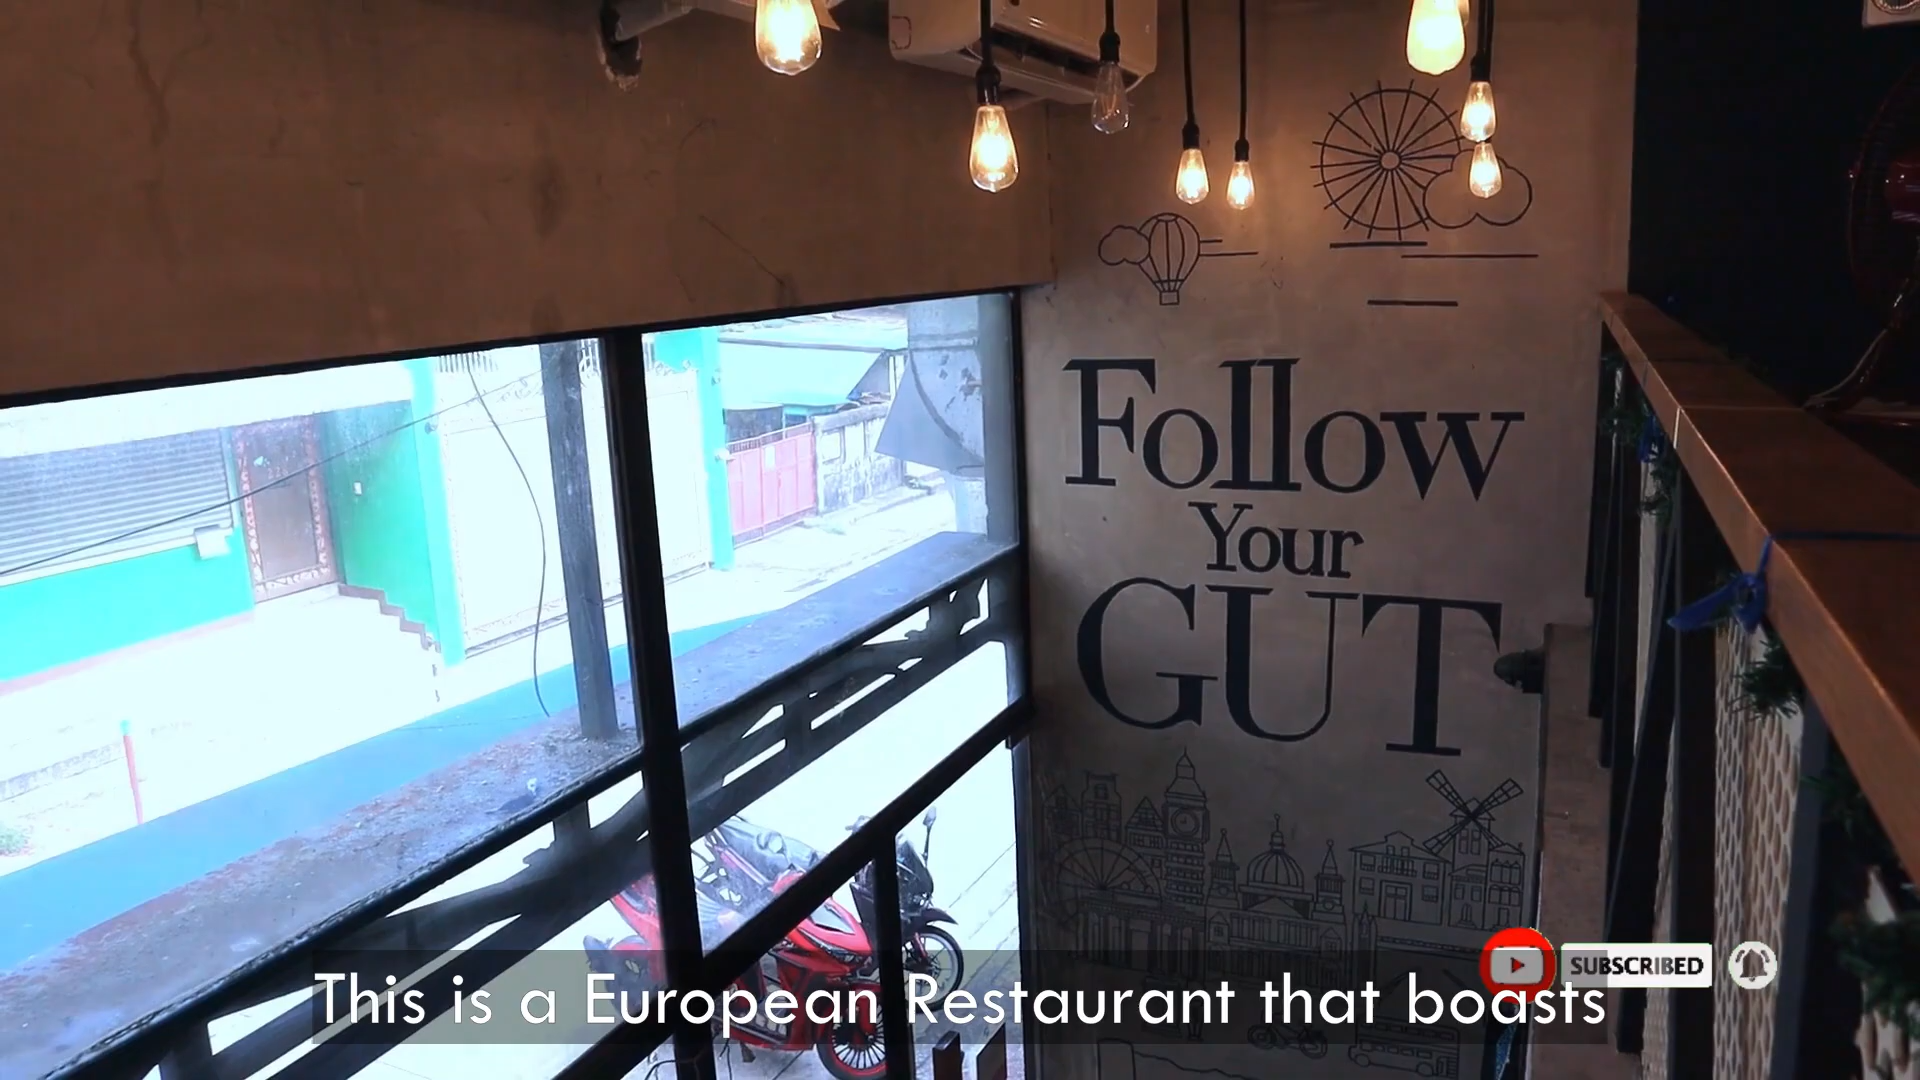 Follow
Your
GUT
SUBSCRIBED
This is a European Restaurant that boasts